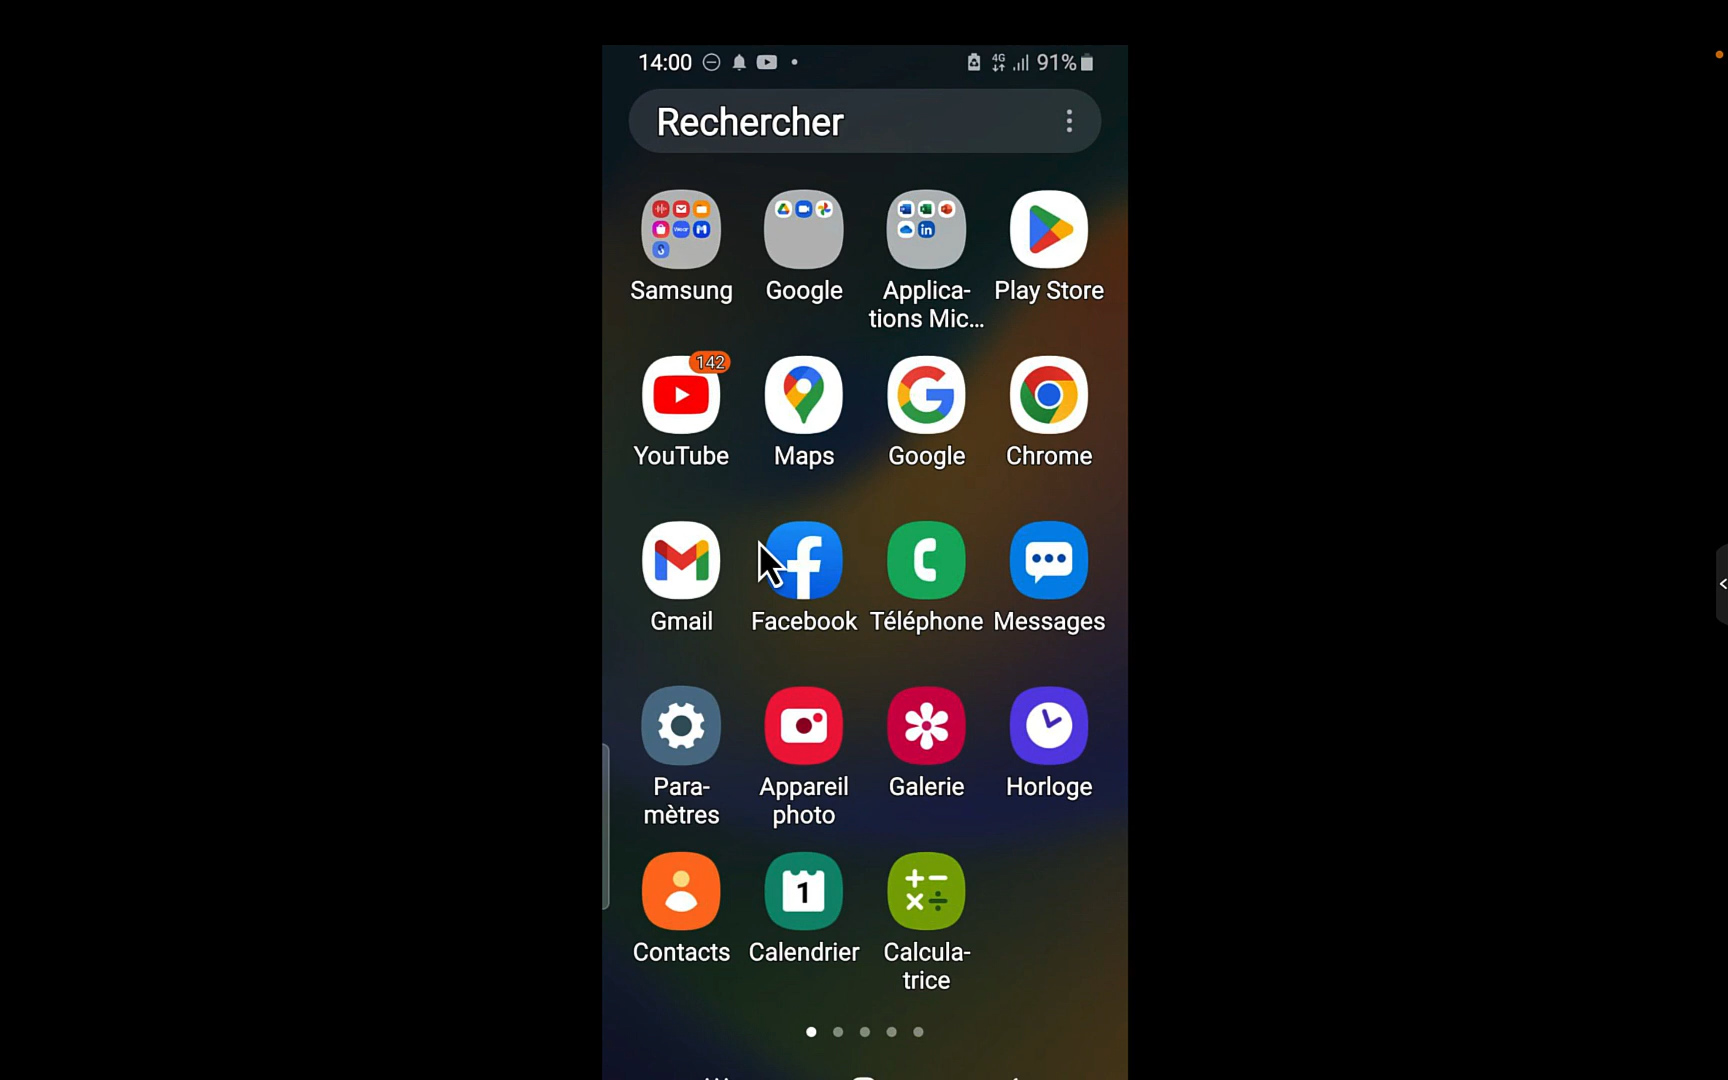 14:00
4G 91%
Rechercher
Samsung
Google
Applica-
tions Mic...
Play Store
142
YouTube
Maps
Google
Chrome
Gmail
Facebook
Téléphone
Messages
Para-
mètres
Appareil
photo
Galerie
Horloge
1
Contacts
Calendrier
Calcula-
trice